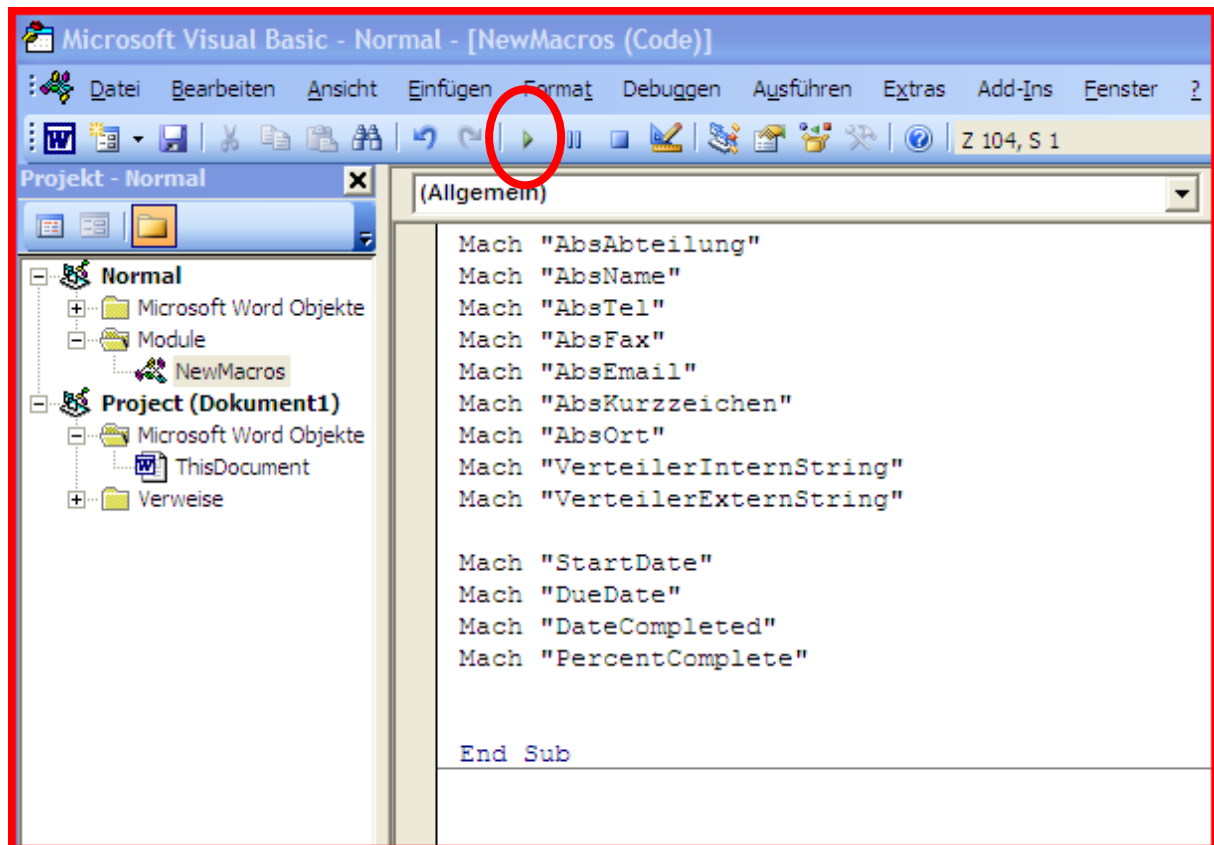 Microsoft Visual Basic - Normal - [NewMacros (Code)]
Datei Bearbeiten Ansicht Einfügen Format Debuggen Ausführen Extras Add-Ins Fenster ?
Z 104, S 1
Projekt - Normal
Normal
Microsoft Word Objekte
Module
NewMacros
Project (Dokument1)
Microsoft Word Objekte
ThisDocument
Verweise
(Allgemein)
Mach "AbsAbteilung"
Mach "AbsName"
Mach "AbsTel"
Mach "AbsFax"
Mach "AbsEmail"
Mach "AbsKurzzeichen"
Mach "AbsOrt"
Mach "VerteilerInternString"
Mach "VerteilerExternString"
Mach "StartDate"
Mach "DueDate"
Mach "DateCompleted"
Mach "PercentComplete"
End Sub